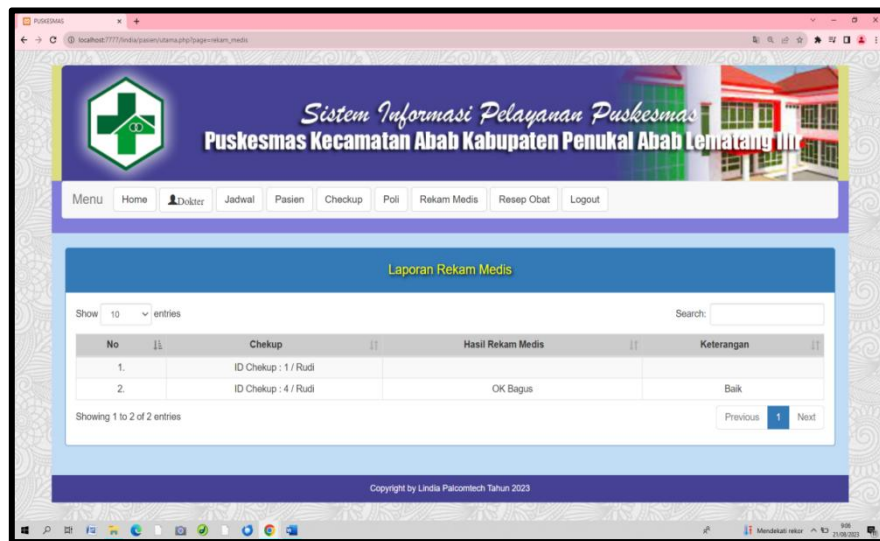 PUSKESMAS
localhost:7777/lindia/pasien/utama.php?page=rekam_medis
Sistem Informasi Pelayanan Puskesmas
Puskesmas Kecamatan Abab Kabupaten Penukal Abab Lematang Ilir
Menu Home Dokter Jadwal Pasien Checkup Poli Rekam Medis Resep Obat Logout
Laporan Rekam Medis
Show 10 entries Search:
No Chekup Hasil Rekam Medis Keterangan
1. ID Chekup : 1 / Rudi
2. ID Chekup : 4 / Rudi OK Bagus Baik
Showing 1 to 2 of 2 entries Previous 1 Next
Copyright by Lindia Palcomtech Tahun 2023
Mendekati rekor 9:08
21/08/2023